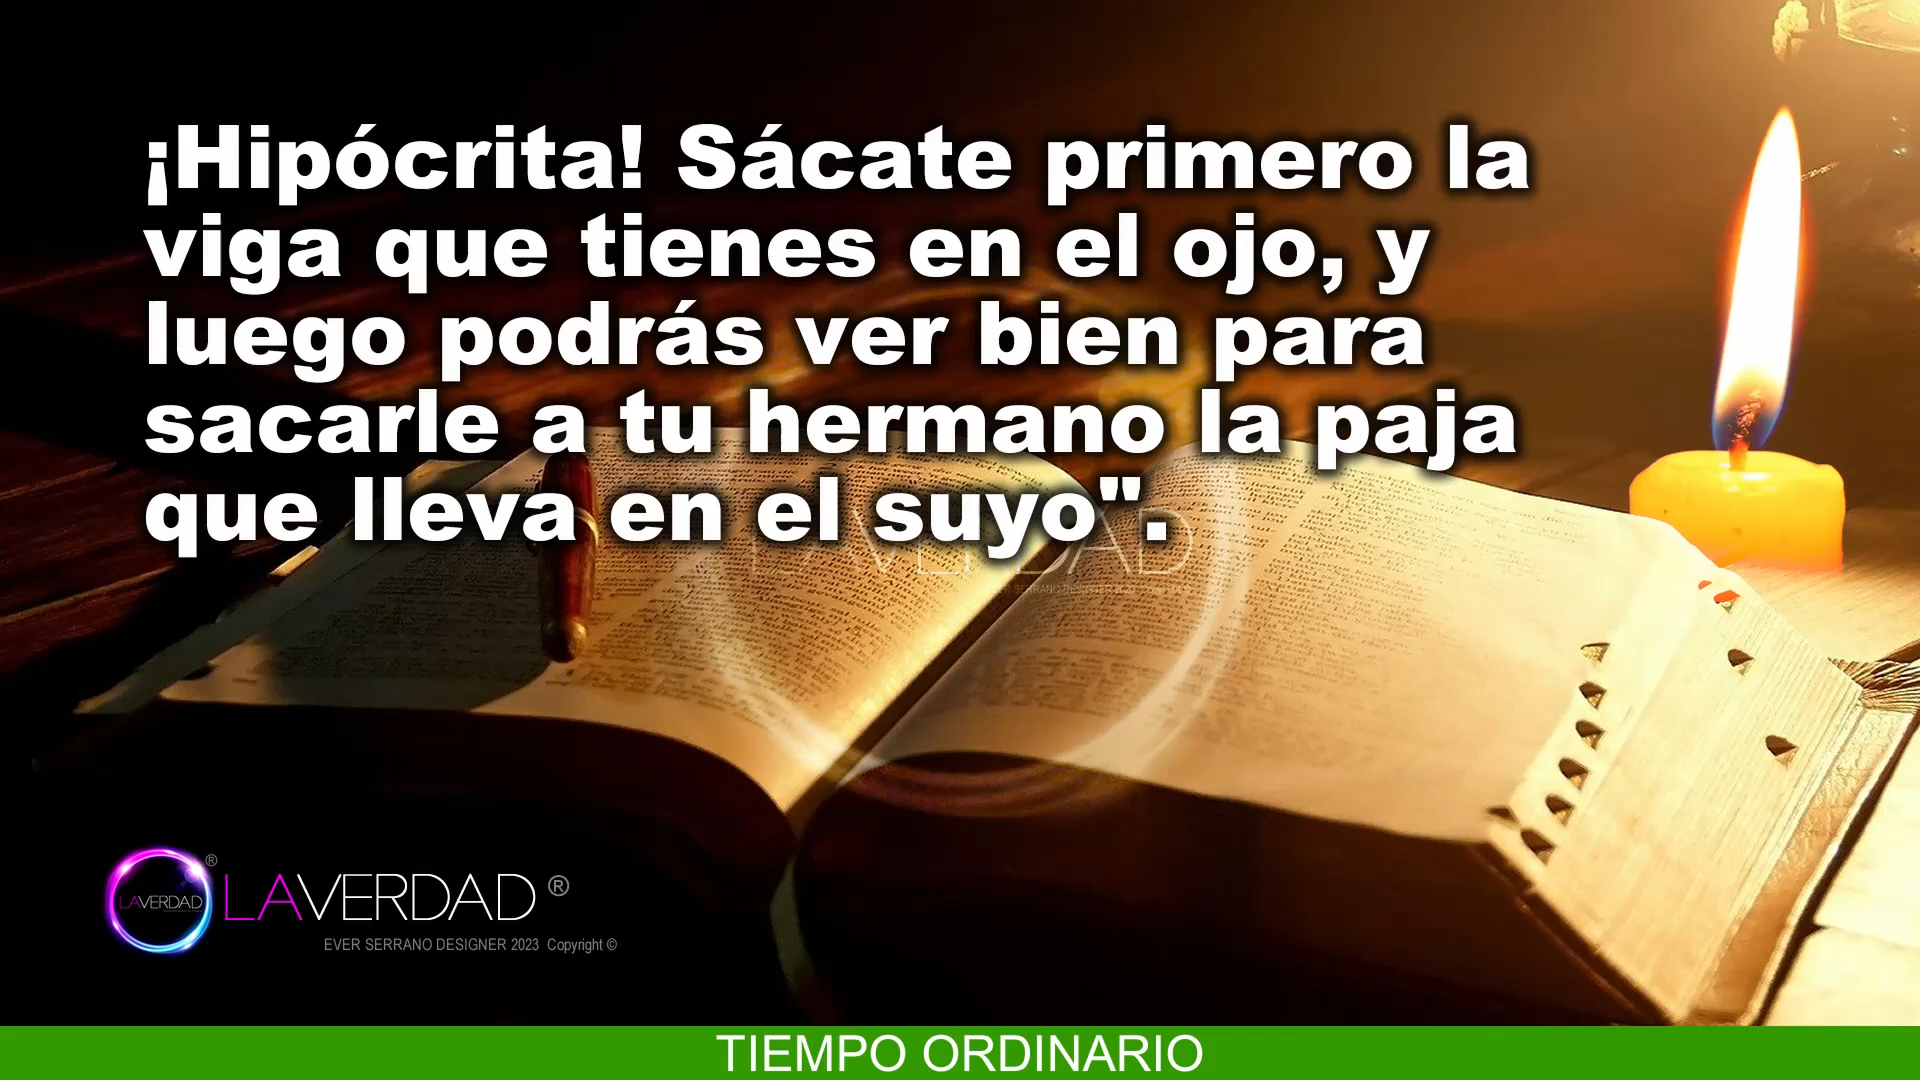 ¡Hipócrita! Sácate primero la
viga que tienes en el ojo, y
luego podrás ver bien para
sacarle a tu hermano la paja
que lleva en el suyo".
LAVERDAD
LAVERDAD ®
®
LAVERDAD
EVER SERRANO DESIGNER 2023 Copyright ©
TIEMPO ORDINARIO